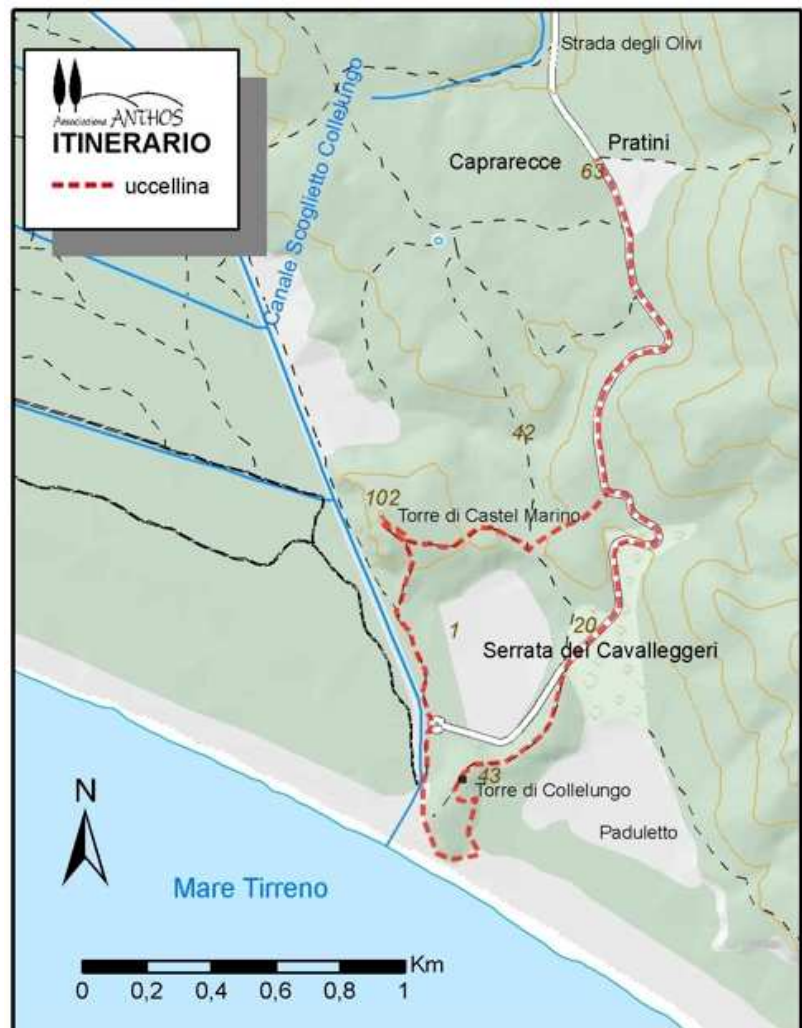 Associazione ANTHOS
ITINERARIO
uccellina
Strada degli Olivi
Canale Scoglietto Collelungo
Caprarecce
Pratini
63
42
102
Torre di Castel Marino
1
20
Serrata dei Cavalleggeri
43
Torre di Collelungo
Paduletto
N
Mare Tirreno
Km
0 0,2 0,4 0,6 0,8 1